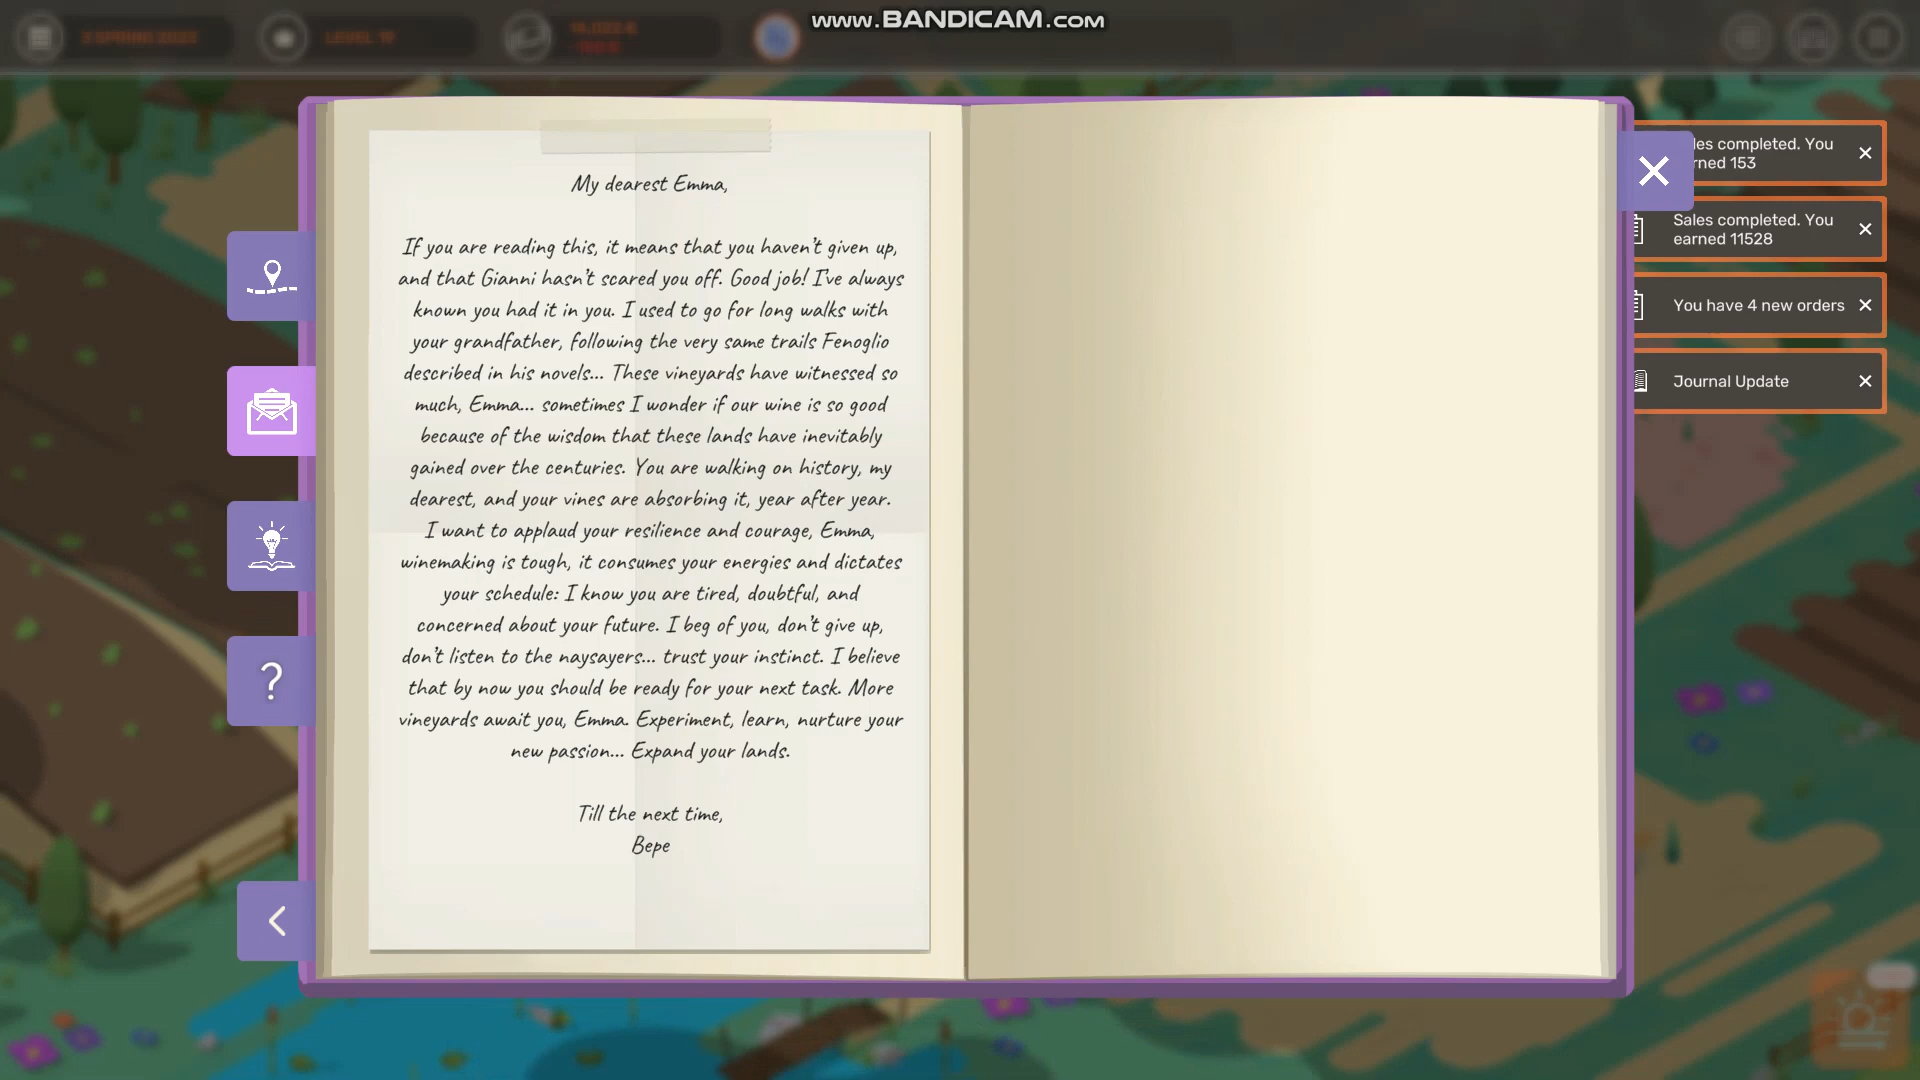 www.BANDICAM.com
LEVEL
My dearest Emma,
If you are reading this, it means that you haven't given up,
and that Gianni hasn't scared you off. Good job! I've always
known you had it in you. I used to go for long walks with
your grandfather, following the very same trails Fenoglio
described in his novels... These vineyards have witnessed so
much, Emma... sometimes I wonder if our wine is so good
because of the wisdom that these lands have inevitably
gained over the centuries. You are walking on history, my
dearest, and your vines are absorbing it, year after year.
I want to applaud your resilience and courage, Emma,
winemaking is tough, it consumes your energies and dictates
your schedule: I know you are tired, doubtful, and
concerned about your future. I beg of you, don't give up,
don't listen to the naysayers... trust your instinct. I believe
that by now you should be ready for your next task. More
vineyards await you, Emma. Experiment, learn, nurture your
new passion... Expand your lands.
Till the next time,
Bepe
les completed. You
rned 153
Sales completed. You
earned 11528
You have 4 new orders
Journal Update
?